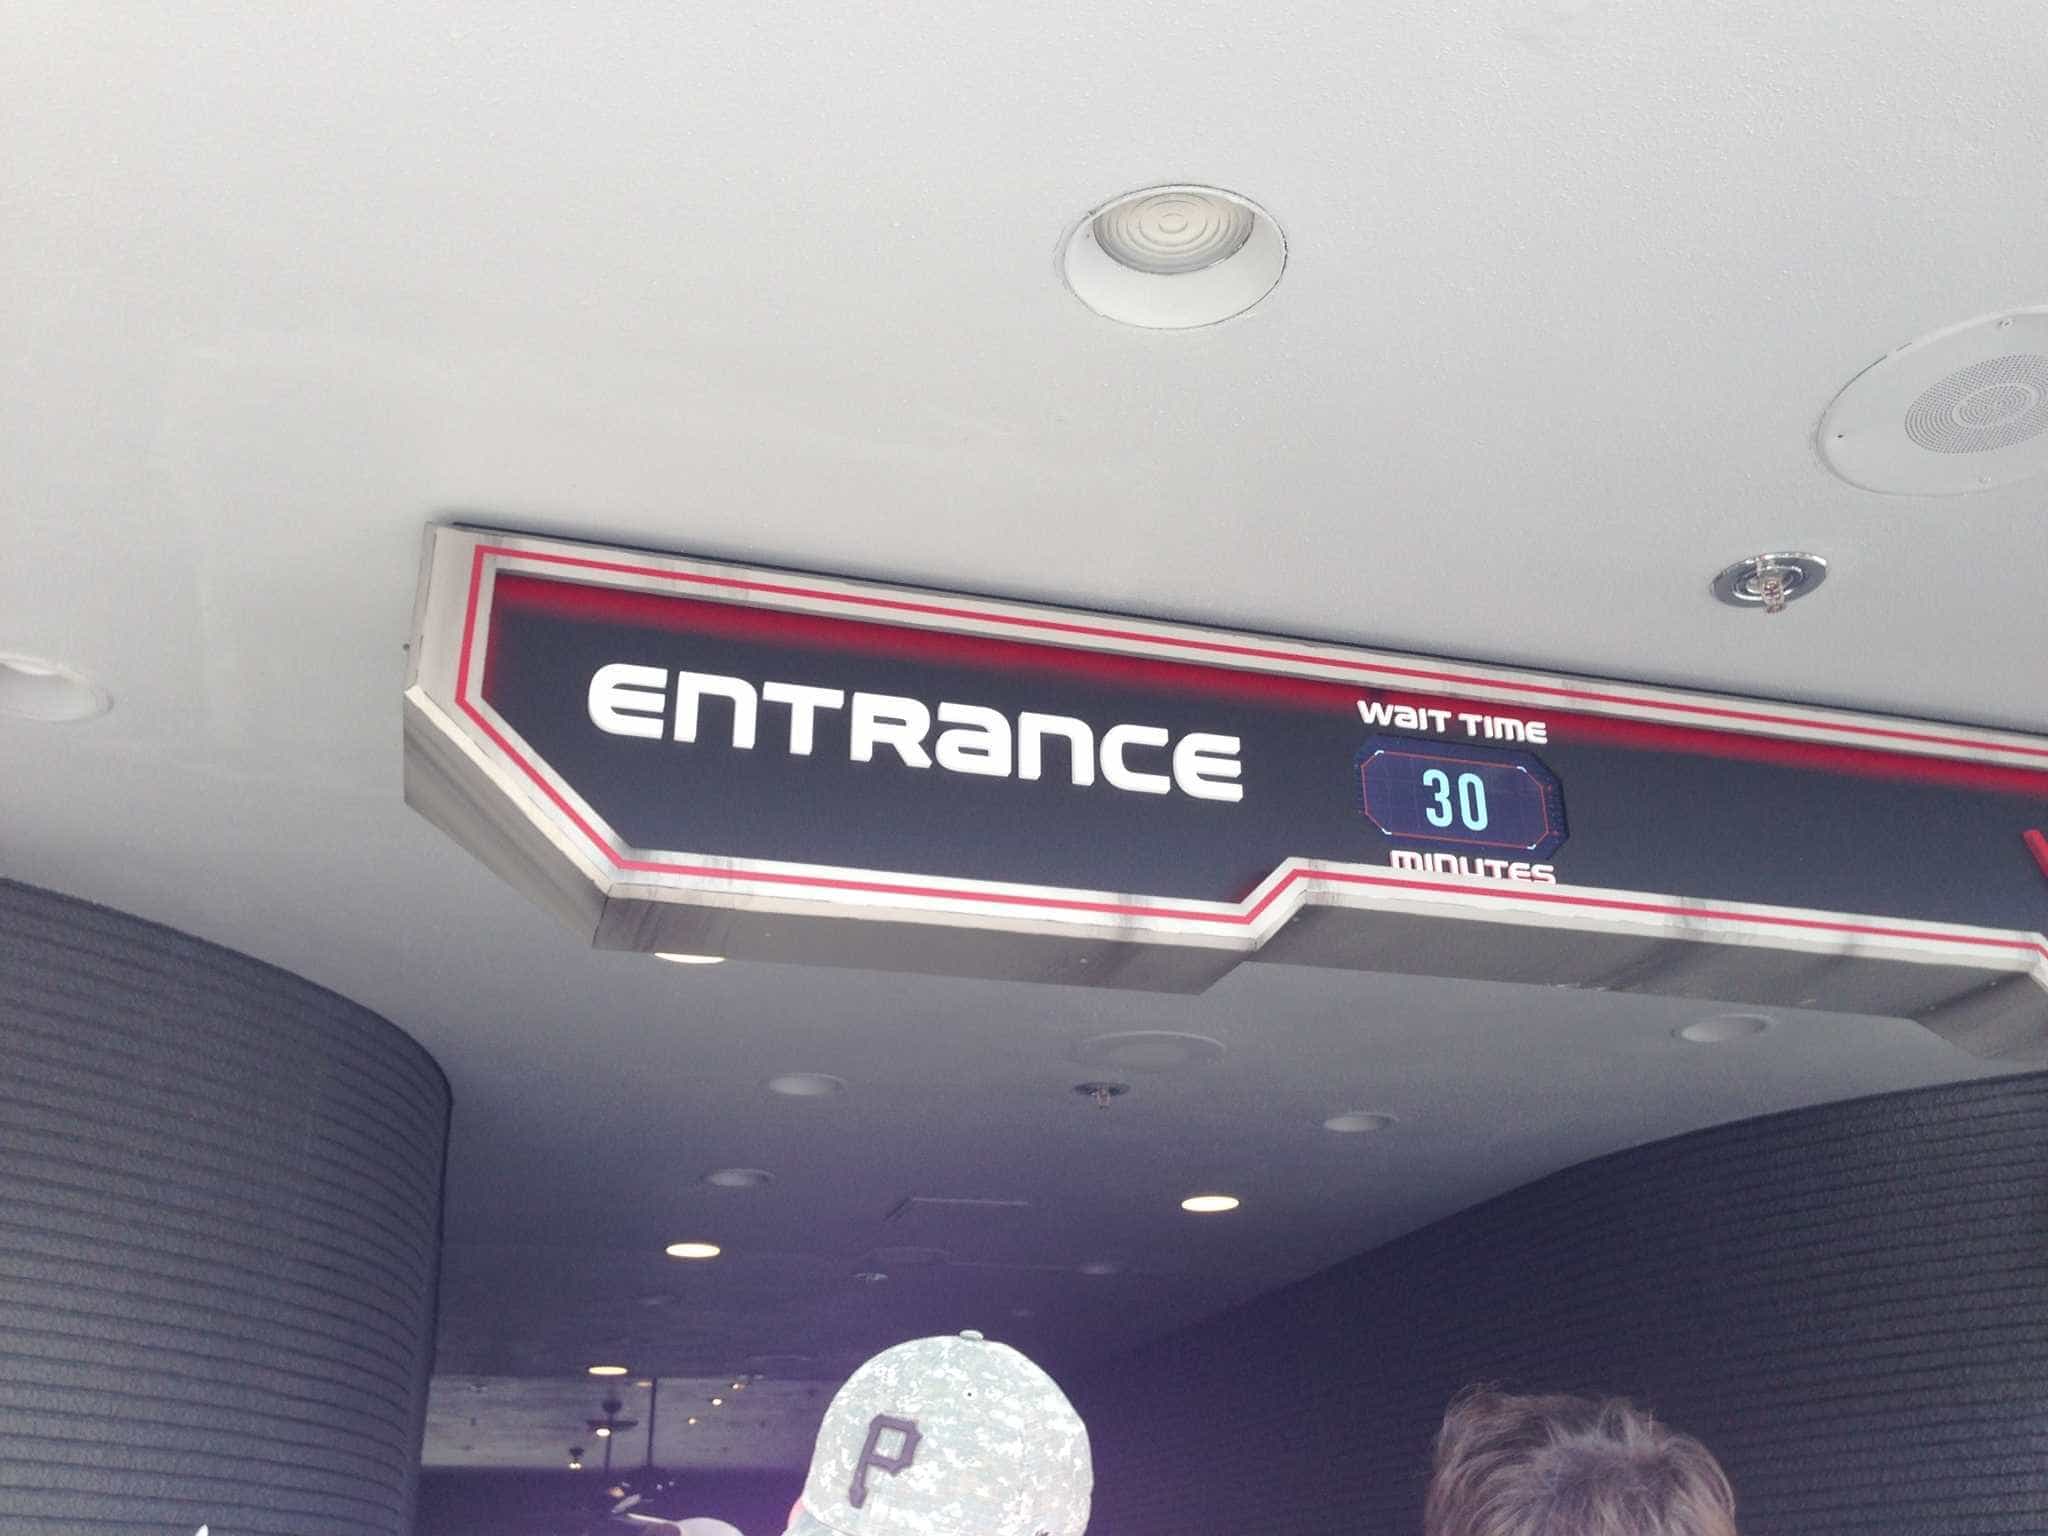 ENTRANCE
WAIT TIME
30
MINUTES
P